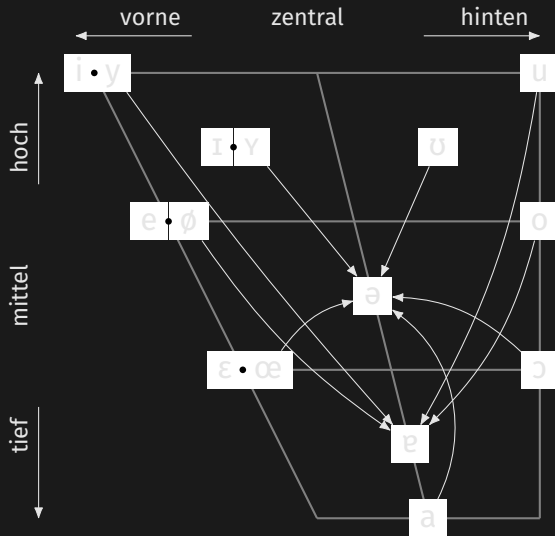 vorne zentral hinten
hoch
mittel
tief
i • y u
ɪ • ʏ ʊ
e • ø o
ə
ɛ • œ ɔ
ɐ
a